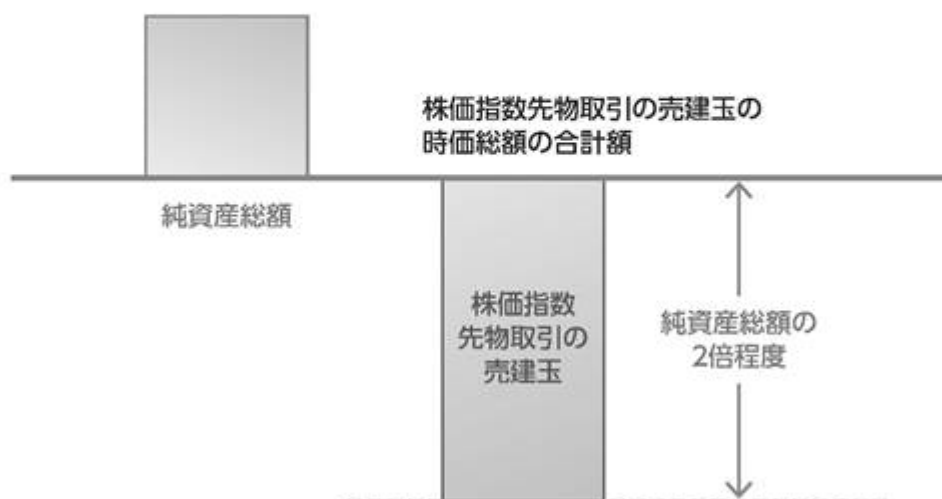 株価指数先物取引の売建玉の
時価総額の合計額
純資産総額
株価指数
先物取引の
売建玉
純資産総額の
2倍程度